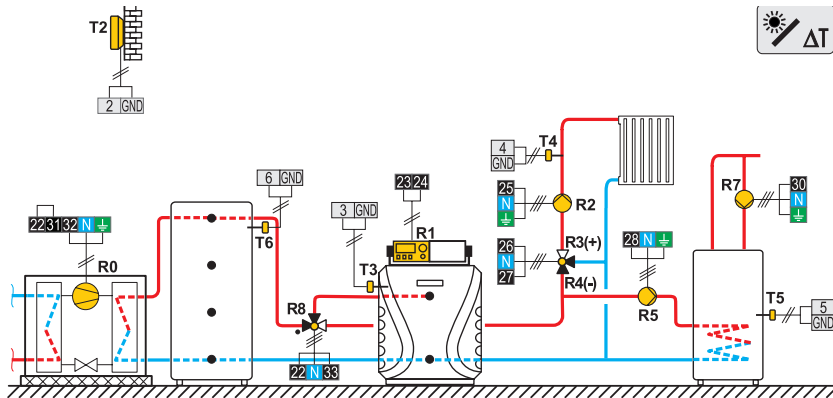 T2
2 GND
ΔT
4
GND
T4
6 GND
23 24
25
N
R2
R7
30
N
3 GND
R1
T6
22 31 32 N
R3(+)
26
N
27
28 N
R0
T3
R4(-)
R8
R5
T5
5
GND
22 N 33